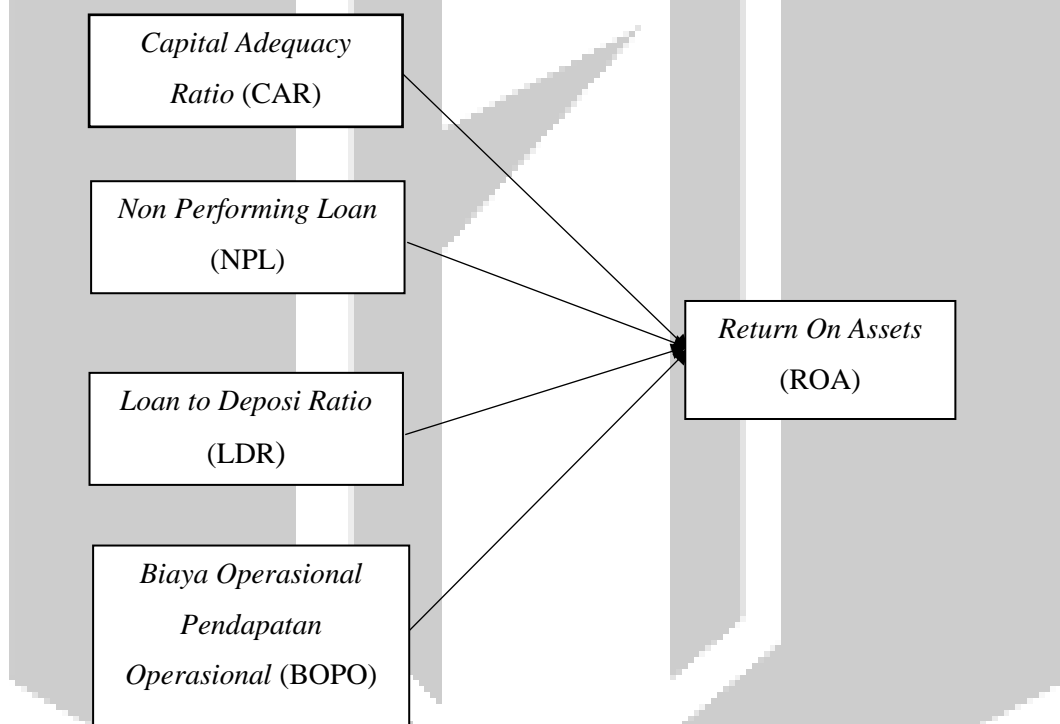 Capital Adequacy
Ratio (CAR)
Non Performing Loan
(NPL)
Loan to Deposi Ratio
(LDR)
Biaya Operasional
Pendapatan
Operasional (BOPO)
Return On Assets
(ROA)